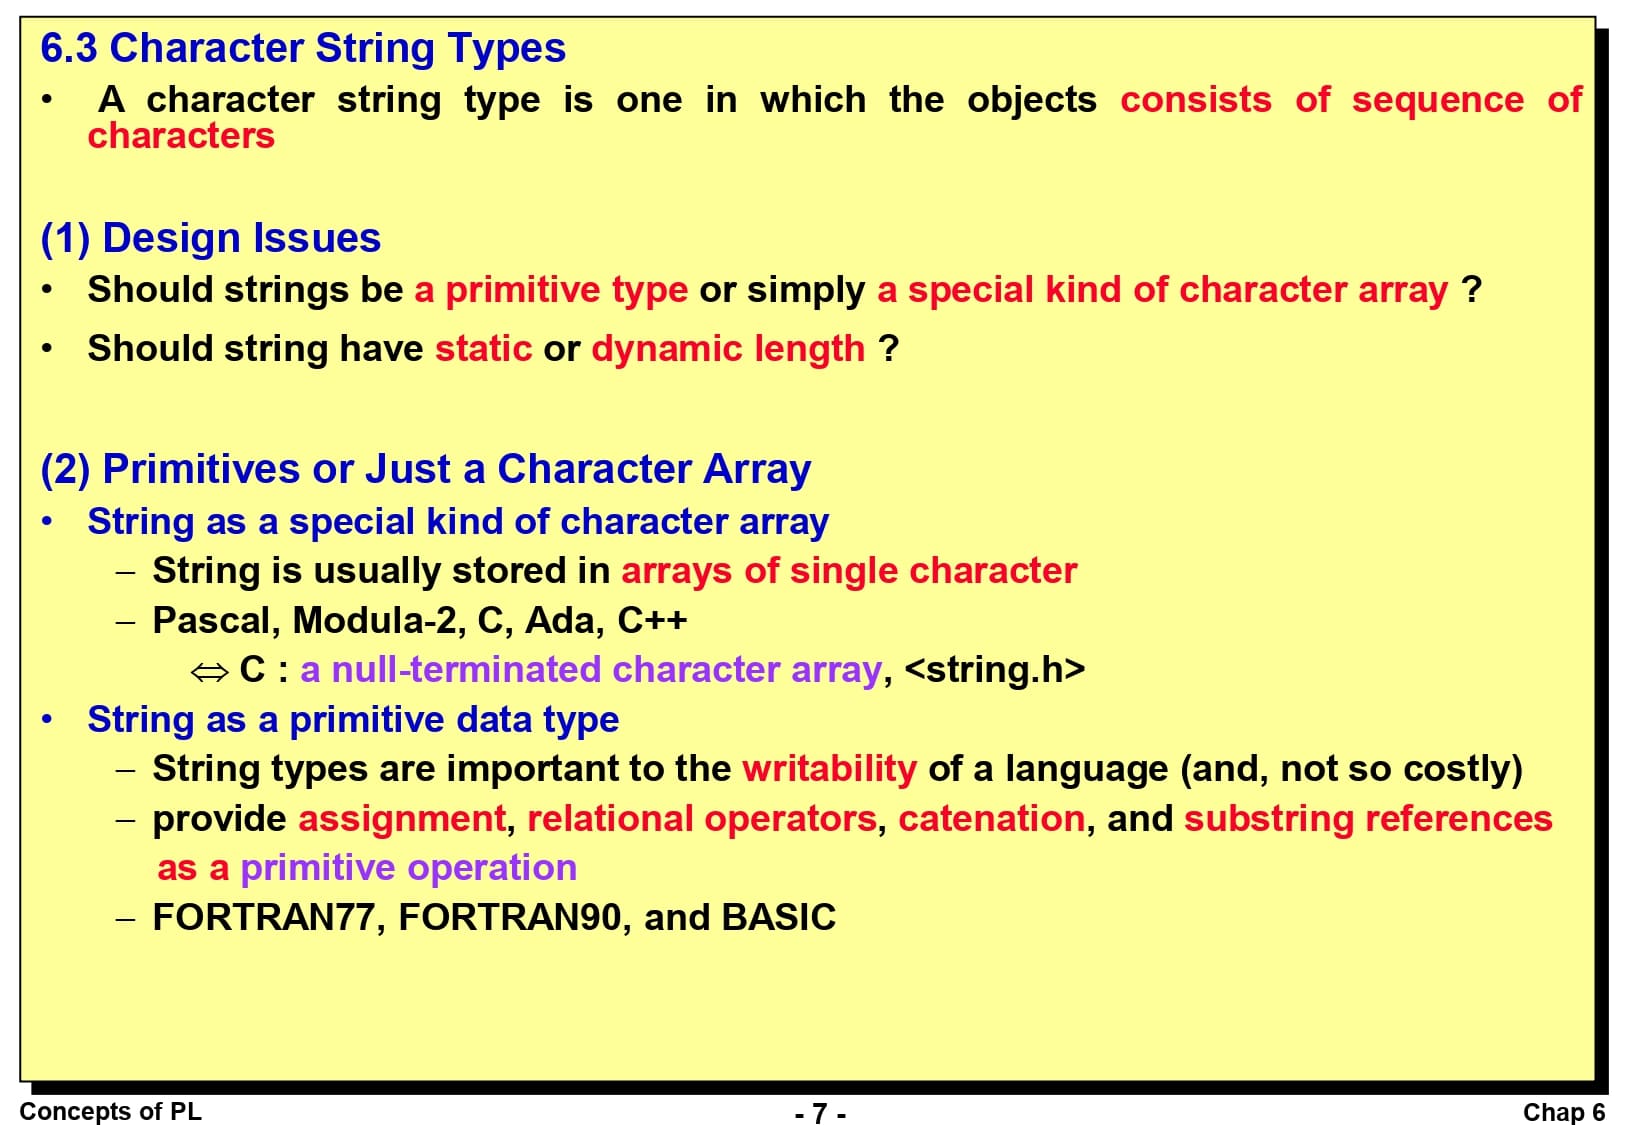 6.3 Character String Types
• A character string type is one in which the objects consists of sequence of
characters
(1) Design Issues
• Should strings be a primitive type or simply a special kind of character array ?
• Should string have static or dynamic length ?
(2) Primitives or Just a Character Array
• String as a special kind of character array
– String is usually stored in arrays of single character
– Pascal, Modula-2, C, Ada, C++
⇔ C : a null-terminated character array, <string.h>
• String as a primitive data type
– String types are important to the writability of a language (and, not so costly)
– provide assignment, relational operators, catenation, and substring references
as a primitive operation
– FORTRAN77, FORTRAN90, and BASIC
Concepts of PL
- 7 -
Chap 6